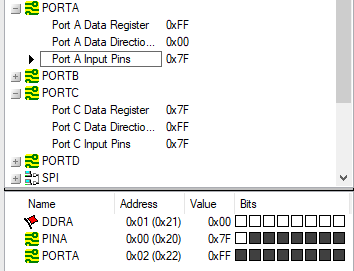 PORTA
Port A Data Register 0xFF
Port A Data Directio... 0x00
Port A Input Pins 0x7F
PORTB
PORTC
Port C Data Register 0x7F
Port C Data Directio... 0xFF
Port C Input Pins 0x7F
PORTD
SPI
Name Address Value Bits
DDRA 0x01 (0x21) 0x00
PINA 0x00 (0x20) 0x7F
PORTA 0x02 (0x22) 0xFF